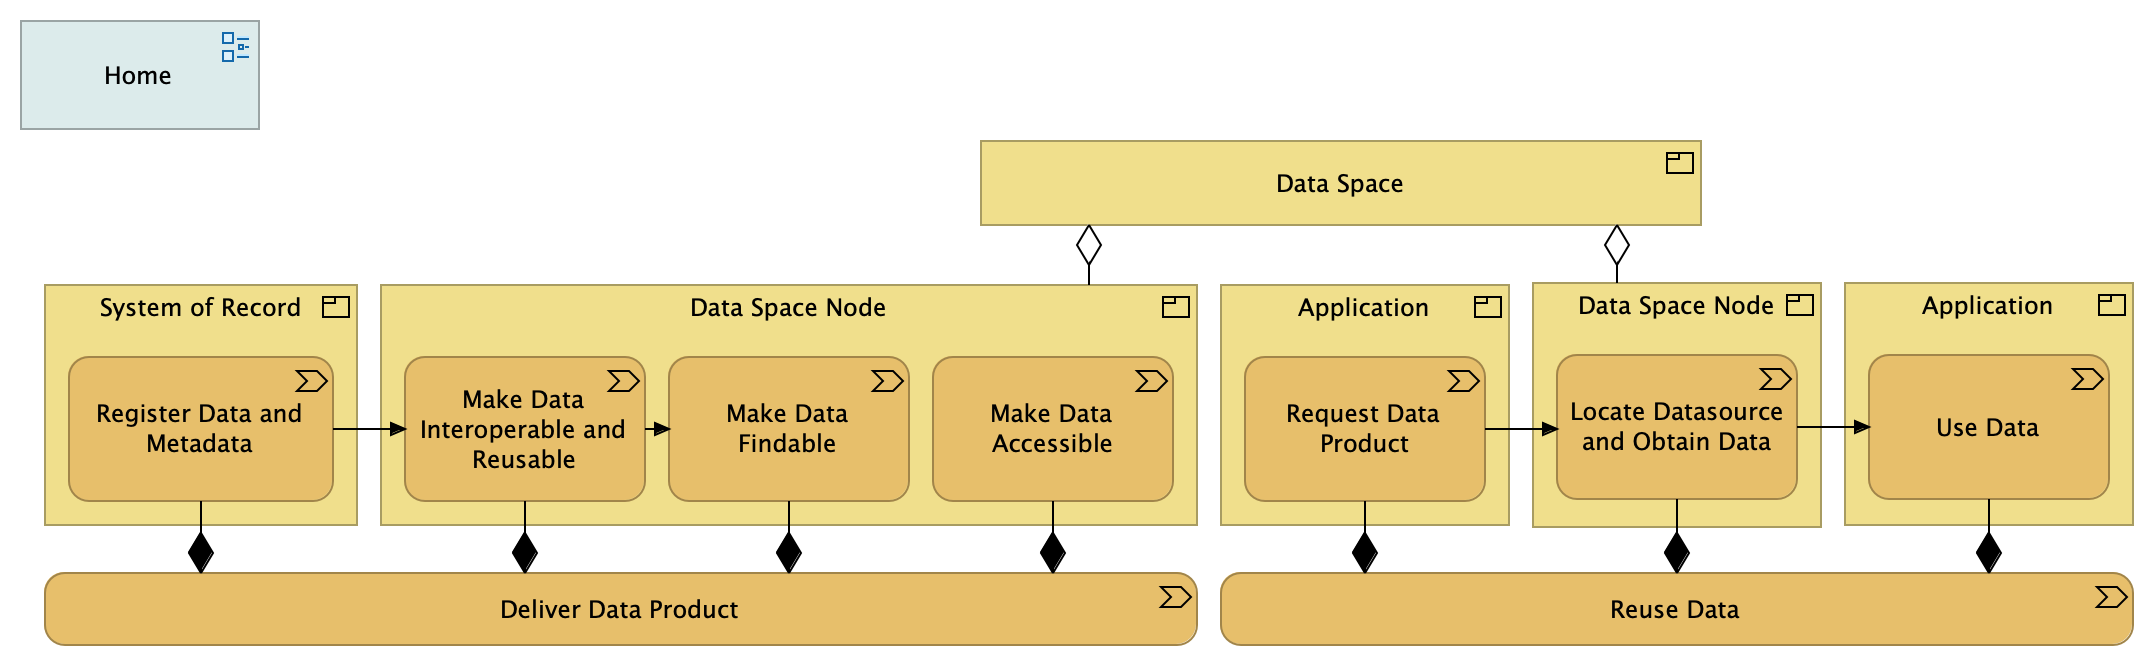 Home
Data Space
System of Record
Data Space Node
Application
Data Space Node
Application
Register Data and
Metadata
Make Data
Interoperable and
Reusable
Make Data
Findable
Make Data
Accessible
Request Data
Product
Locate Datasource
and Obtain Data
Use Data
Deliver Data Product
Reuse Data